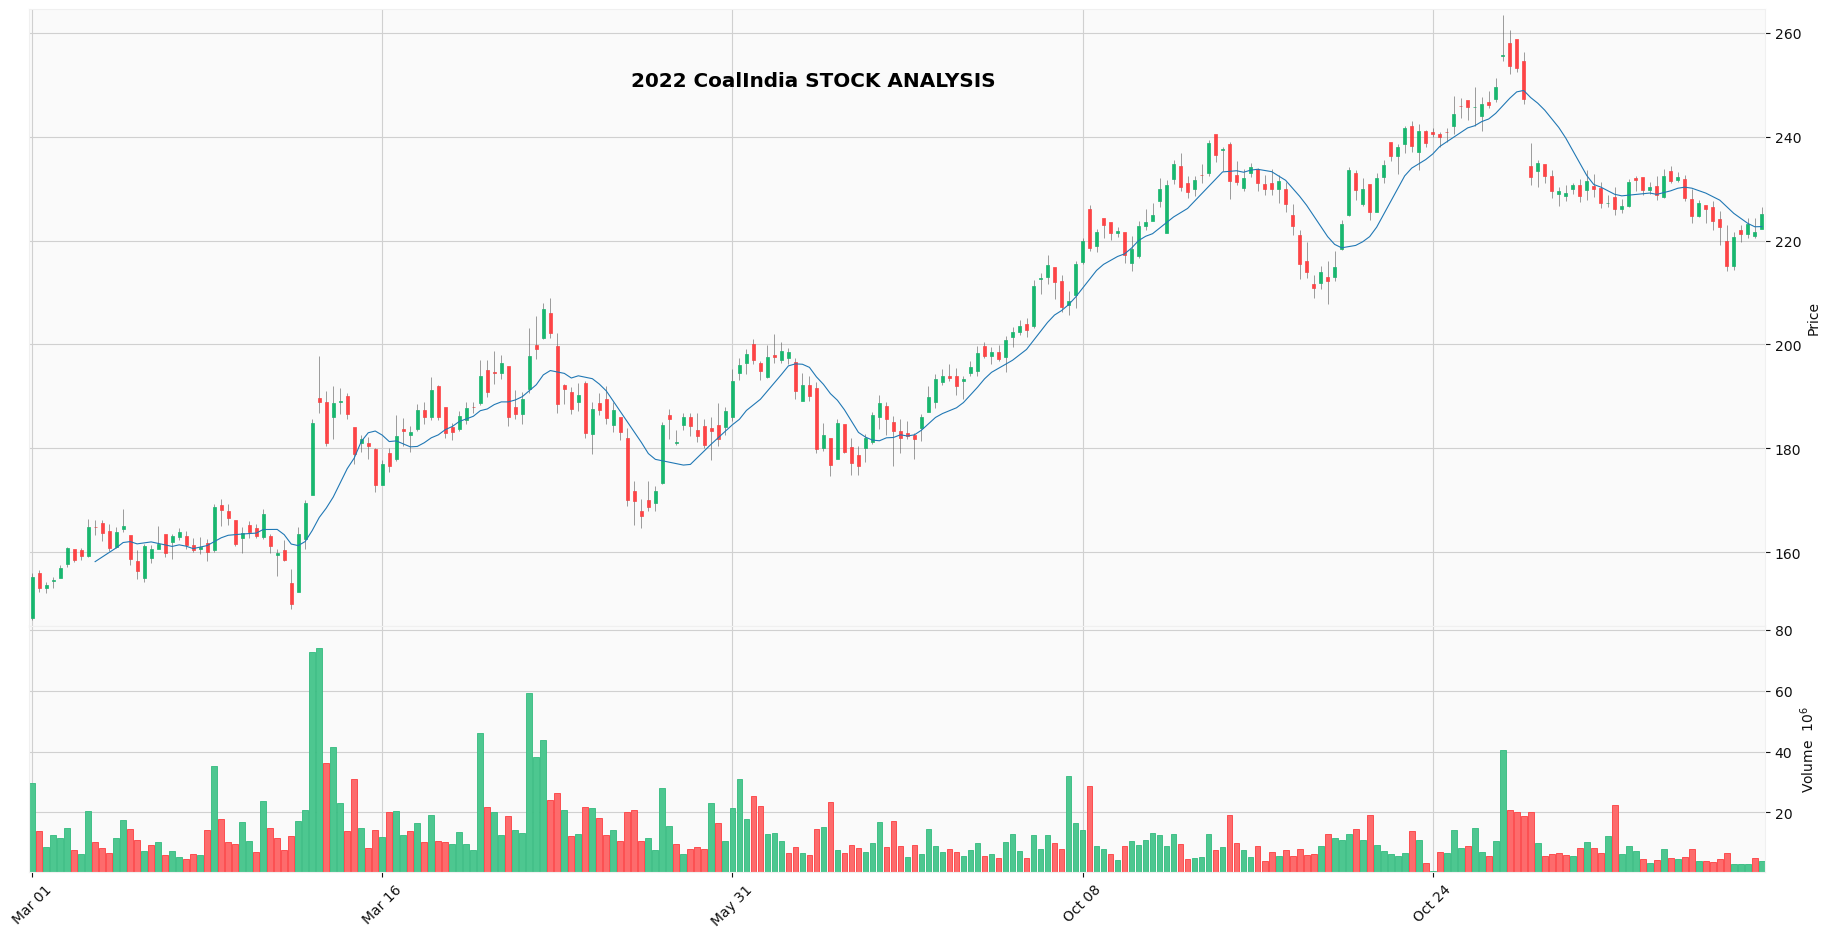 2022 CoalIndia STOCK ANALYSIS
260
240
220
200
180
160
Price
80
60
40
20
Volume 10⁶
Mar 01
Mar 16
May 31
Oct 08
Oct 24